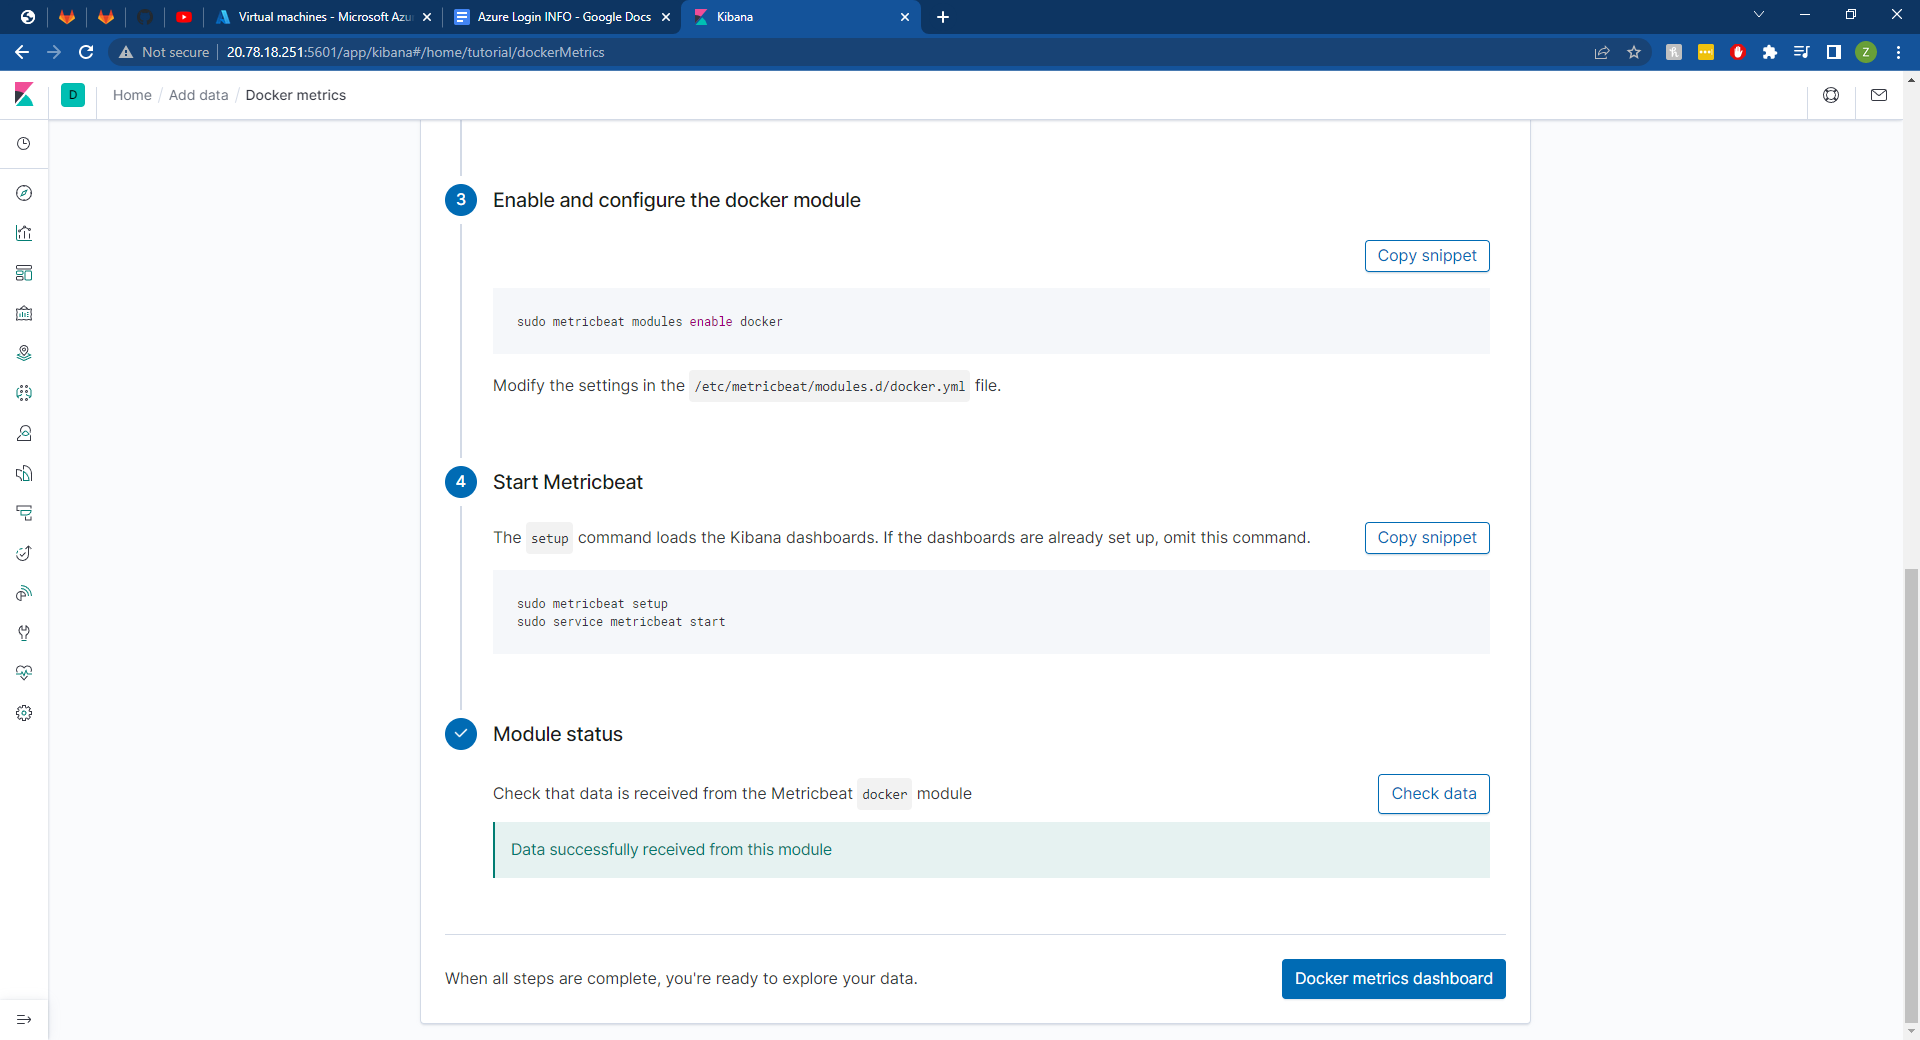 Virtual machines - Microsoft Azu
Azure Login INFO - Google Docs
Kibana
Not secure
20.78.18.251:5601/app/kibana#/home/tutorial/dockerMetrics
Z
D
Home / Add data / Docker metrics
3
Enable and configure the docker module
Copy snippet
sudo metricbeat modules enable docker
Modify the settings in the /etc/metricbeat/modules.d/docker.yml file.
4
Start Metricbeat
The setup command loads the Kibana dashboards. If the dashboards are already set up, omit this command.
Copy snippet
sudo metricbeat setup
sudo service metricbeat start
Module status
Check that data is received from the Metricbeat docker module
Check data
Data successfully received from this module
When all steps are complete, you're ready to explore your data.
Docker metrics dashboard